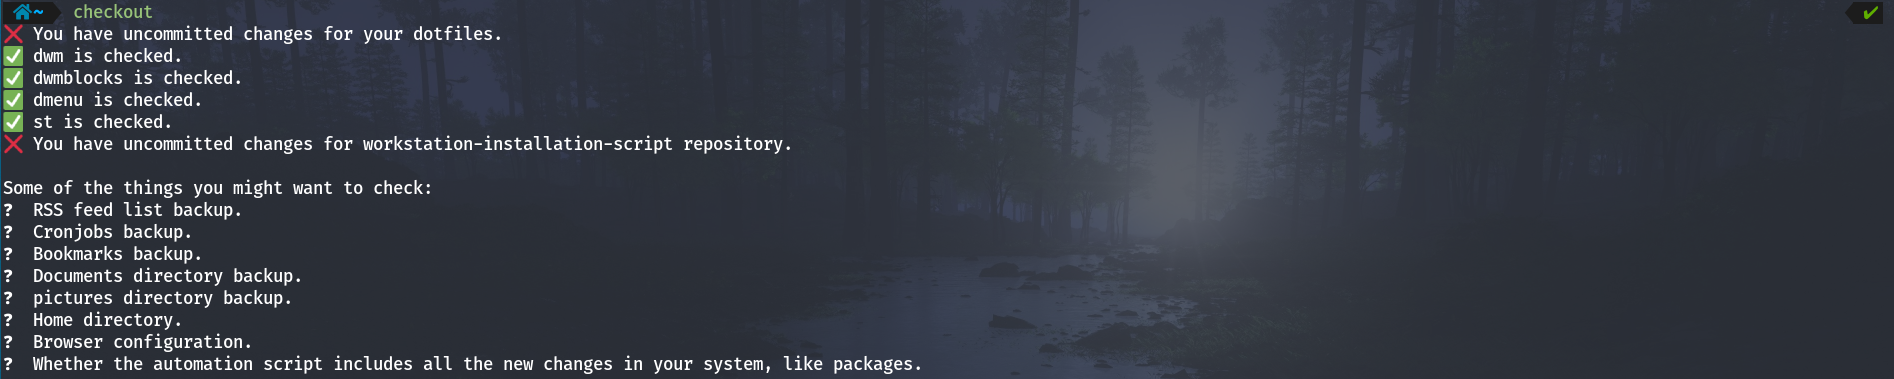 ~ checkout ✔
❌ You have uncommitted changes for your dotfiles.
✅ dwm is checked.
✅ dwmblocks is checked.
✅ dmenu is checked.
✅ st is checked.
❌ You have uncommitted changes for workstation-installation-script repository.
Some of the things you might want to check:
? RSS feed list backup.
? Cronjobs backup.
? Bookmarks backup.
? Documents directory backup.
? pictures directory backup.
? Home directory.
? Browser configuration.
? Whether the automation script includes all the new changes in your system, like packages.